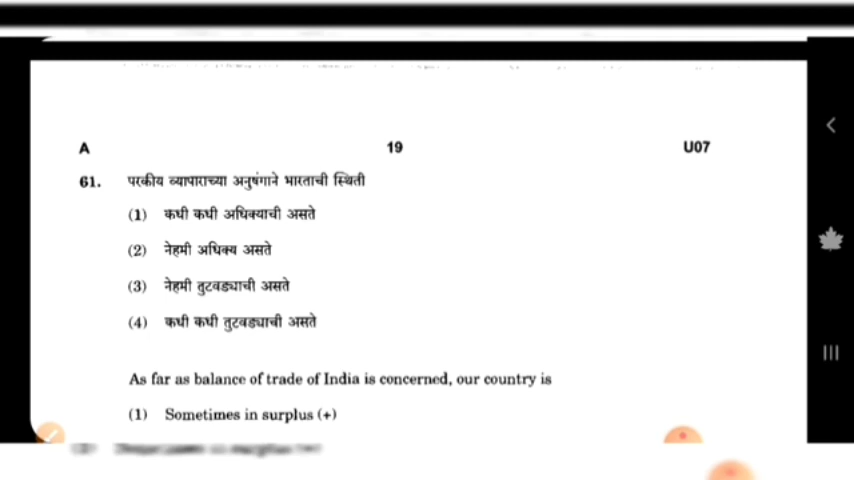 A 19 U07
61. परकीय व्यापाराच्या अनुषंगाने भारताची स्थिती
(1) कधी कधी अधिक्याची असते
(2) नेहमी अधिक्य असते
(3) नेहमी तुटवड्याची असते
(4) कधी कधी तुटवड्याची असते
As far as balance of trade of India is concerned, our country is
(1) Sometimes in surplus (+)